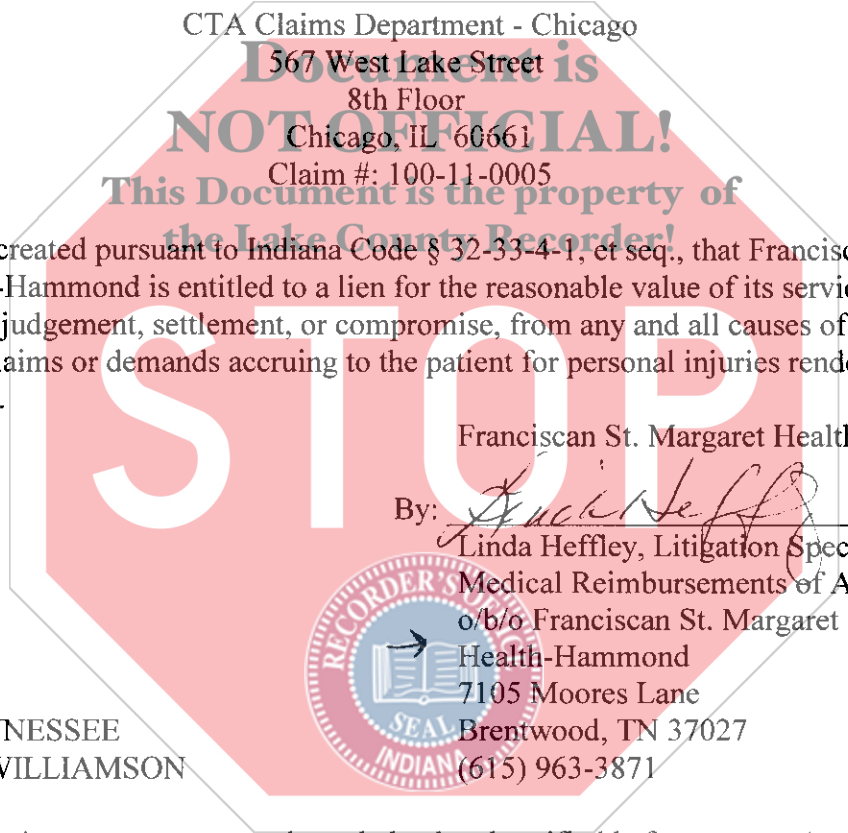 CTA Claims Department - Chicago
Document is
567 West Lake Street
8th Floor
NOT OFFICIAL!
Chicago, IL 60661
Claim #: 100-11-0005
This Document is the property of
the Lake County Recorder!
created pursuant to Indiana Code § 32-33-4-1, et seq., that Francisc
-Hammond is entitled to a lien for the reasonable value of its servic
judgement, settlement, or compromise, from any and all causes of
aims or demands accruing to the patient for personal injuries rende
STOP
Franciscan St. Margaret Health
By:
Linda Heffley, Litigation Spec
Medical Reimbursements of A
o/b/o Franciscan St. Margaret
Health-Hammond
7105 Moores Lane
NESSEE Brentwood, TN 37027
WILLIAMSON (615) 963-3871
RECORDER'S OFFICE
SEAL
INDIANA